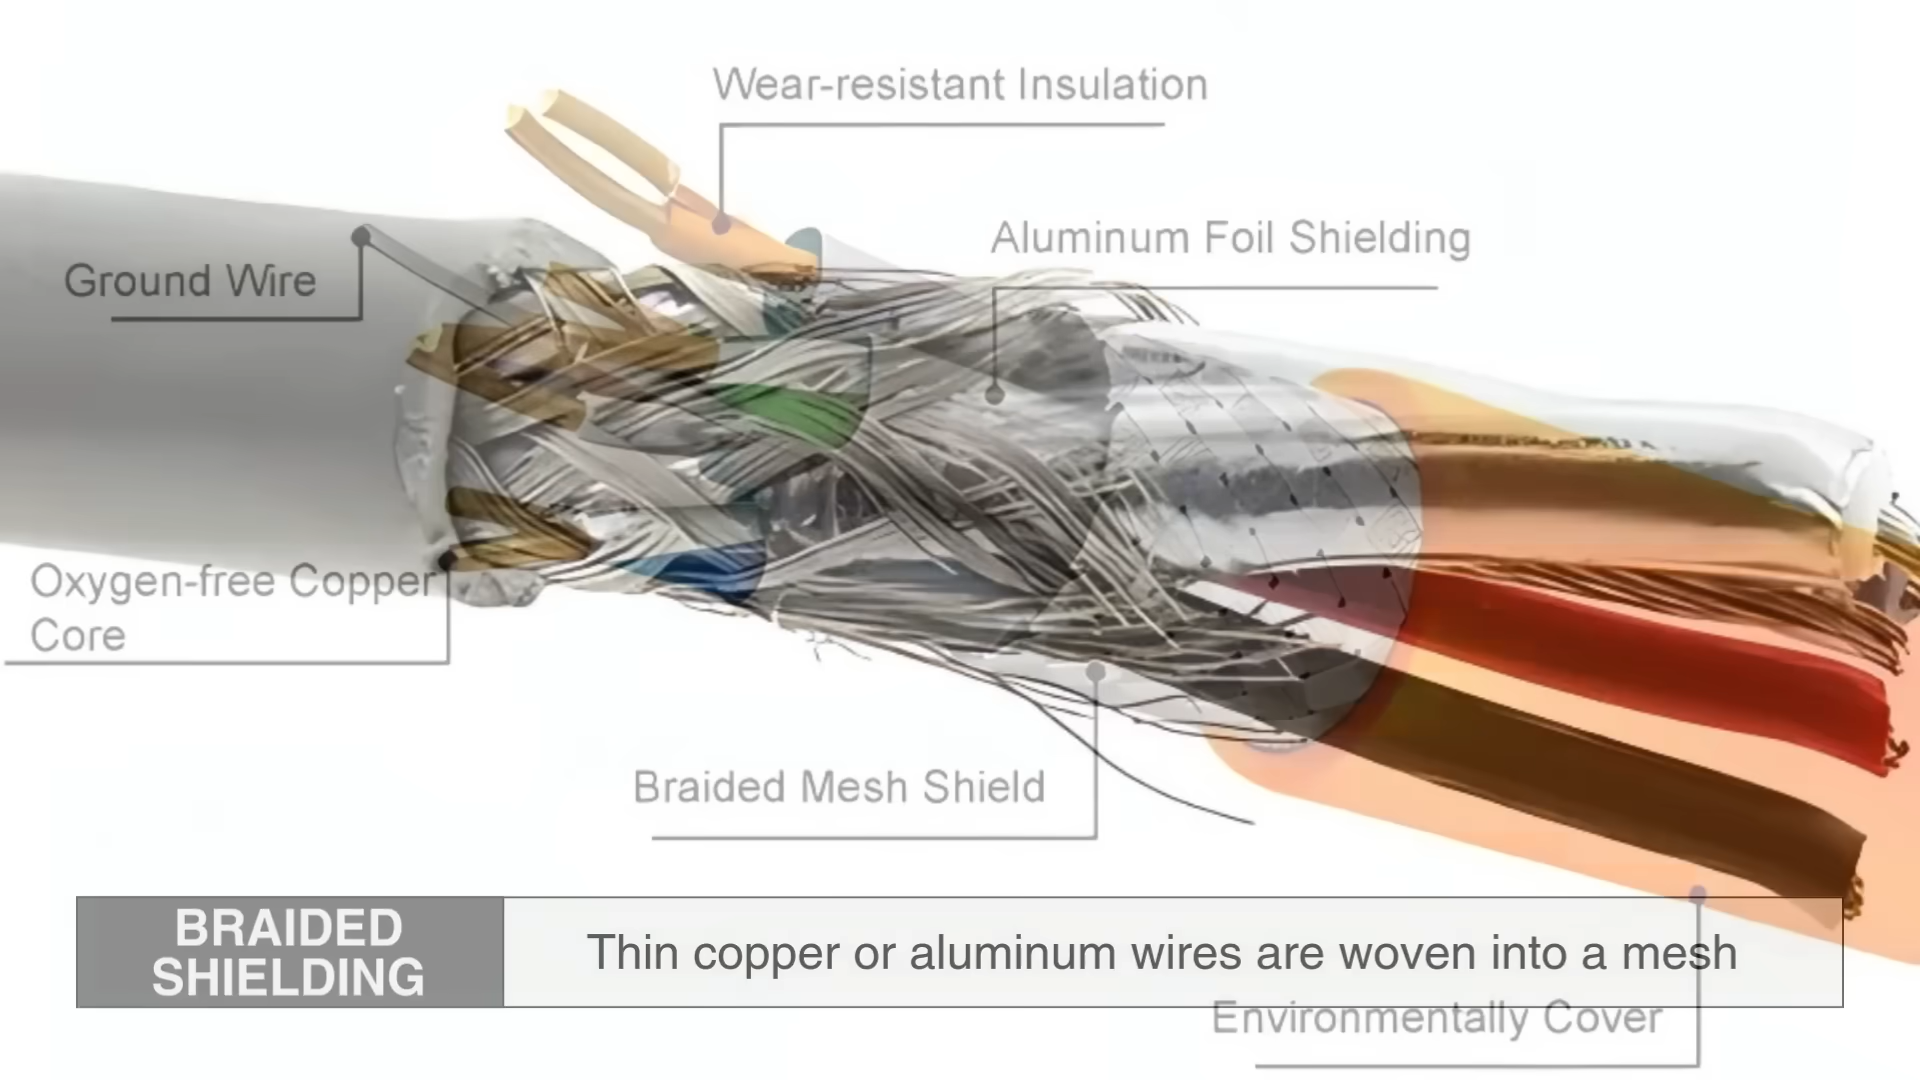 Wear-resistant Insulation
Aluminum Foil Shielding
Ground Wire
Oxygen-free Copper
Core
Braided Mesh Shield
BRAIDED
SHIELDING
Thin copper or aluminum wires are woven into a mesh
Environmentally Cover